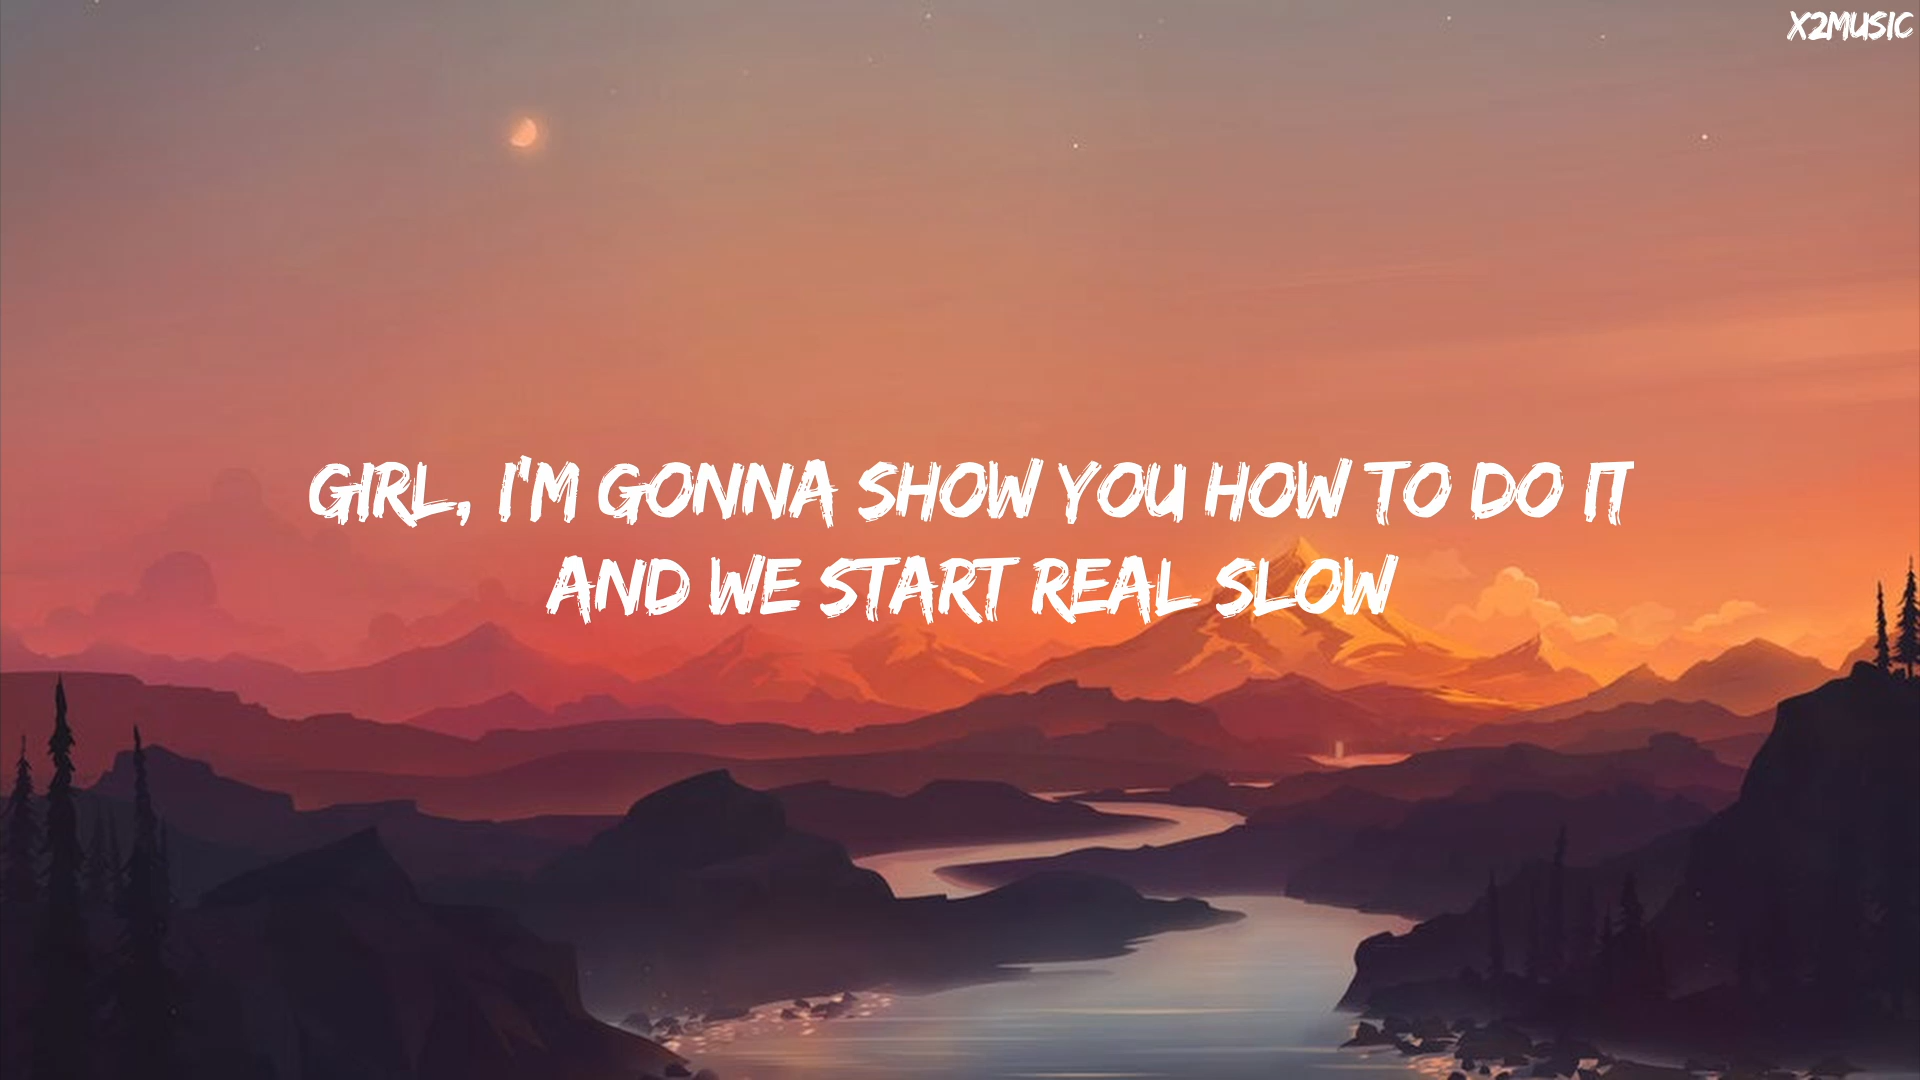 X2MUSIC
GIRL, I'M GONNA SHOW YOU HOW TO DO IT
AND WE START REAL SLOW